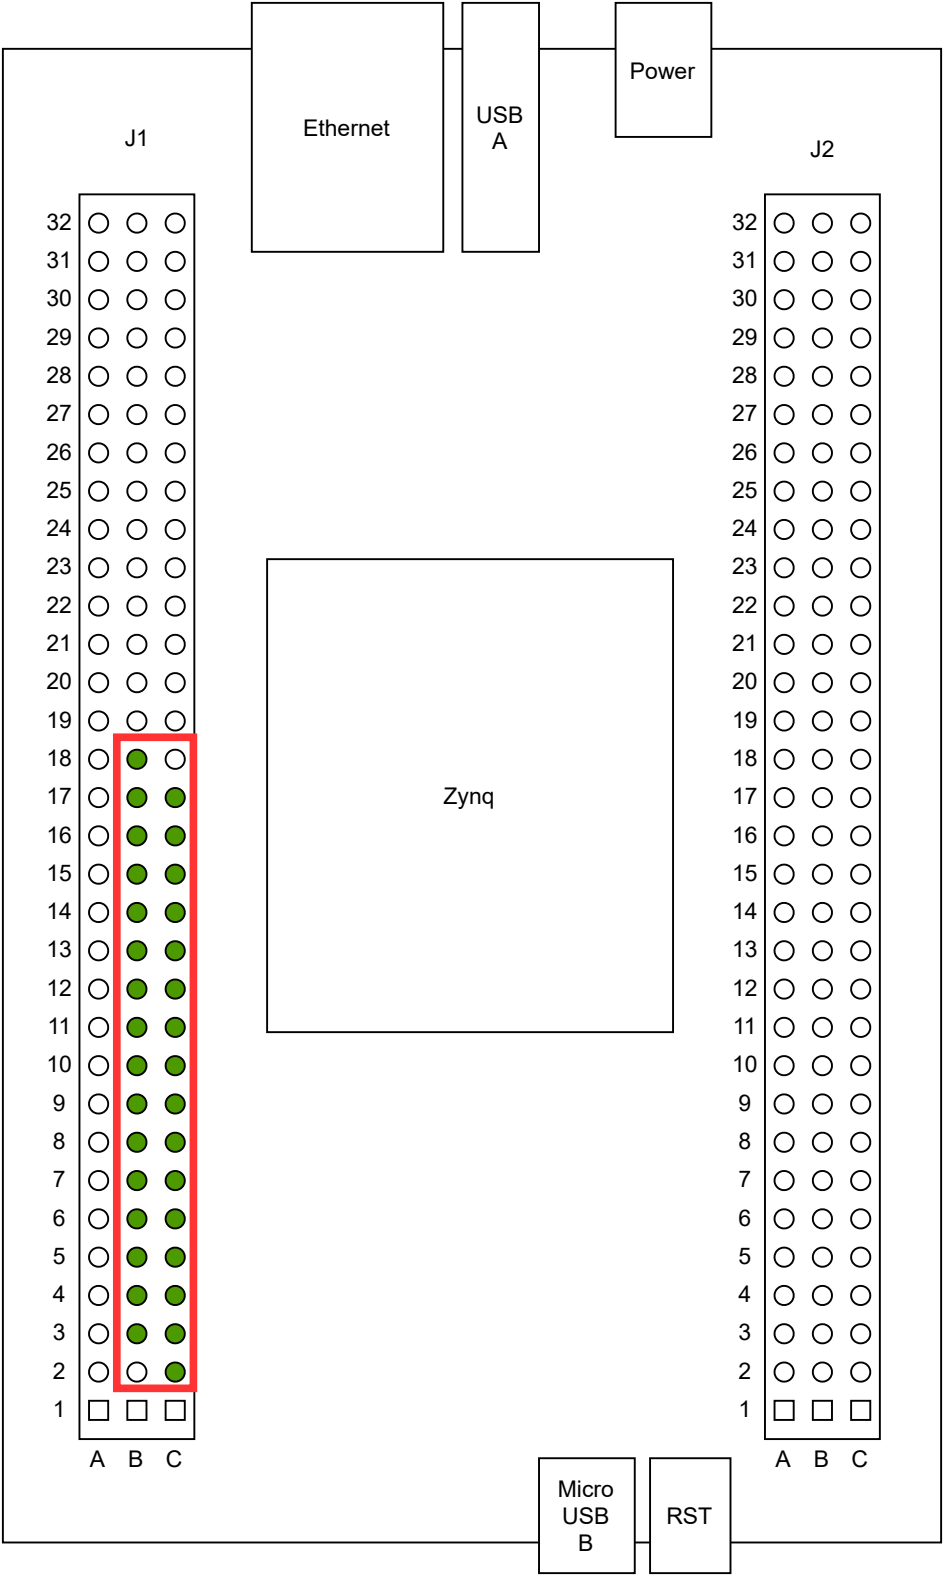 Ethernet
USB
A
Power
J1
J2
32 32
31 31
30 30
29 29
28 28
27 27
26 26
25 25
24 24
23 23
22 22
21 21
20 20
19 19
18 18
17 Zynq 17
16 16
15 15
14 14
13 13
12 12
11 11
10 10
9 9
8 8
7 7
6 6
5 5
4 4
3 3
2 2
1 1
A B C A B C
Micro
USB
B
RST